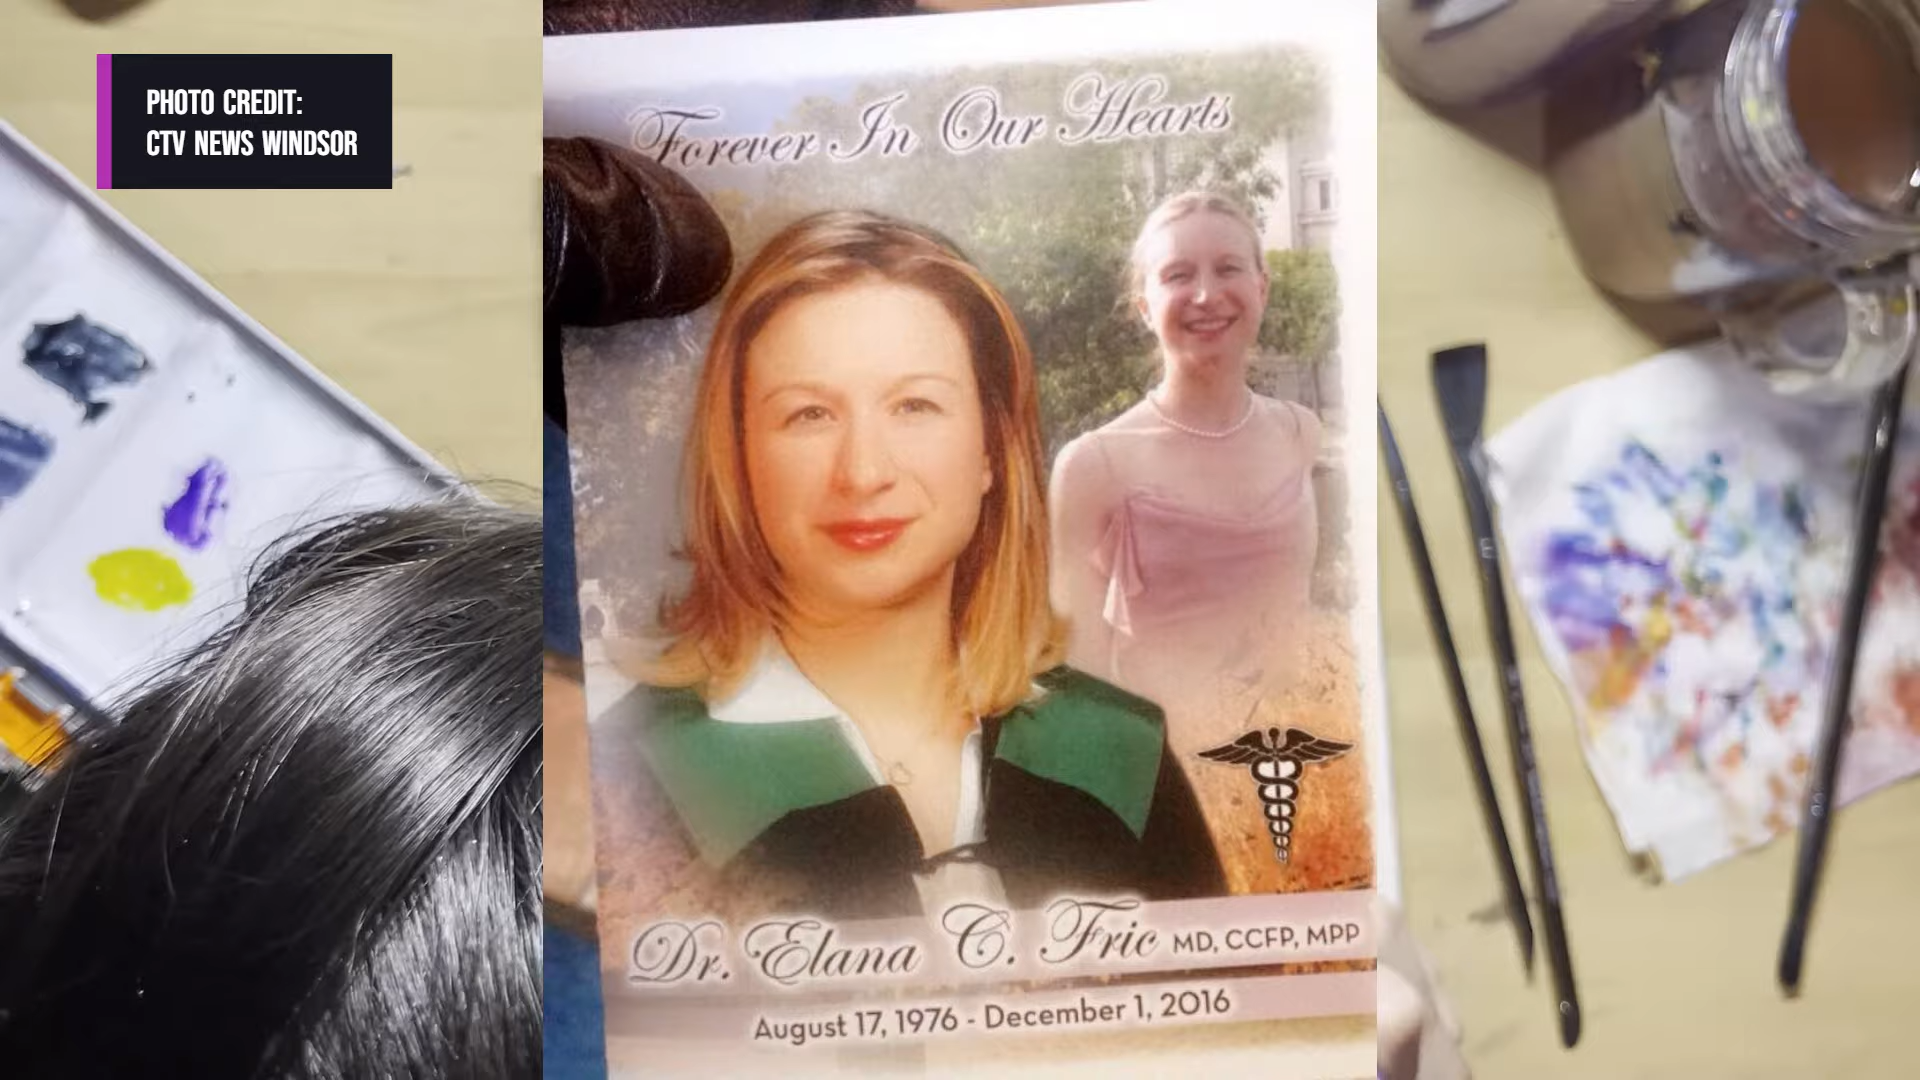 PHOTO CREDIT:
CTV NEWS WINDSOR
Forever In Our Hearts
Dr. Elana C. Fric MD, CCFP, MPP
August 17, 1976 - December 1, 2016